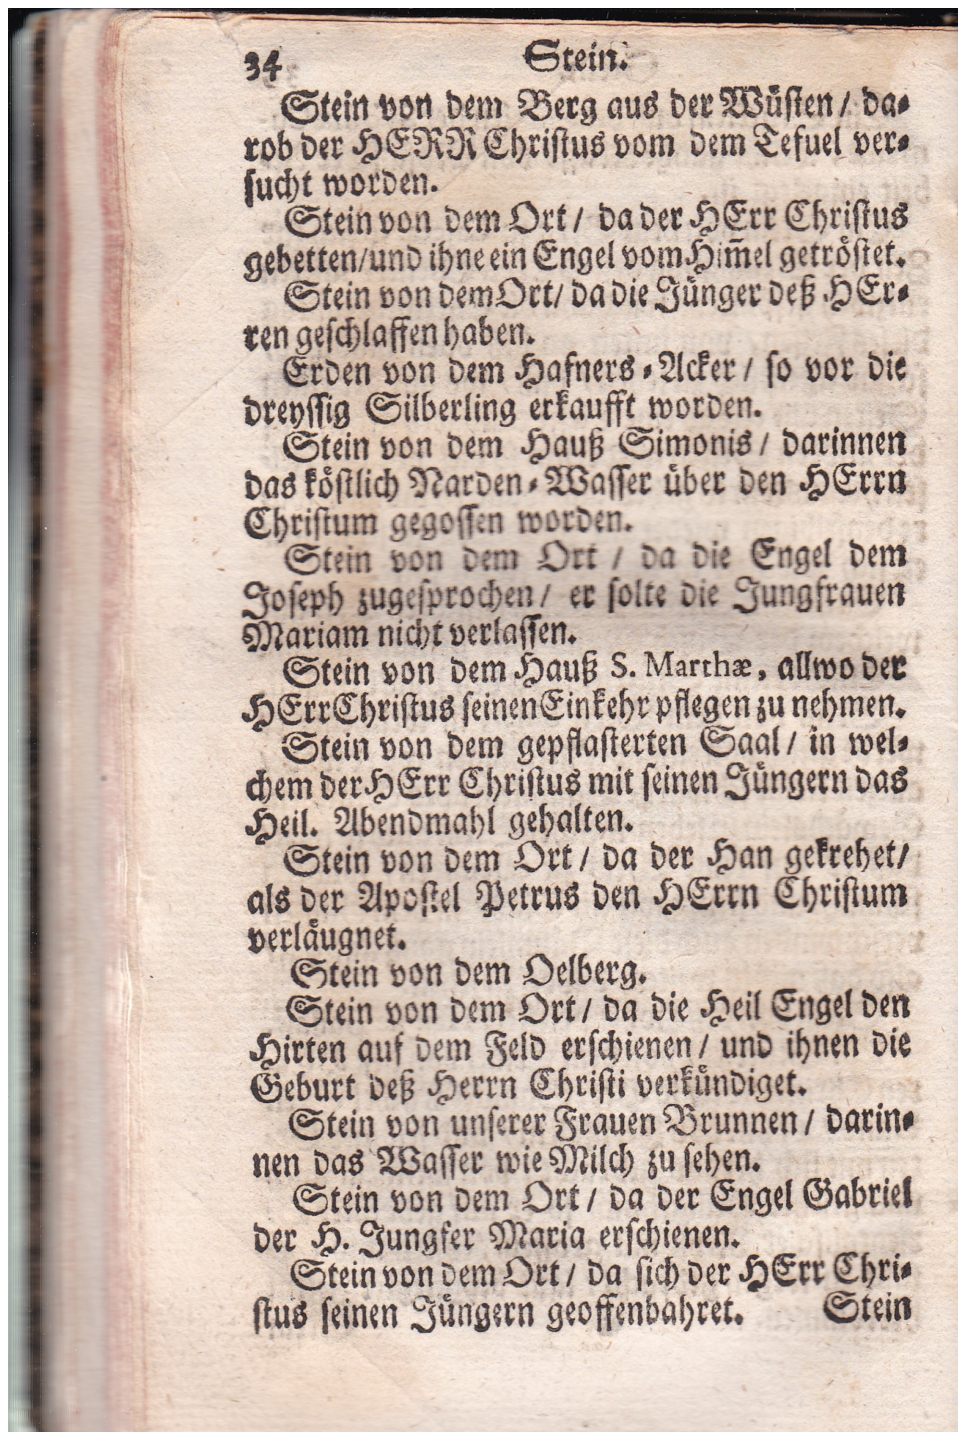 34 Stein.
Stein von dem Berg aus der Wüsten / da⸗
rob der HERR Christus vom dem Tefuel ver⸗
sucht worden.
Stein von dem Ort / da der HErr Christus
gebetten / und ihne ein Engel vom Him̃el getröstet.
Stein von dem Ort / da die Jünger deß HEr⸗
ren geschlaffen haben.
Erden von dem Hafners⸗Acker / so vor die
dreyssig Silberling erkaufft worden.
Stein von dem Hauß Simonis / darinnen
das köstlich Narden⸗Wasser über den HErrn
Christum gegossen worden.
Stein von dem Ort / da die Engel dem
Joseph zugesprochen / er solte die Jungfrauen
Mariam nicht verlassen.
Stein von dem Hauß S. Marthæ, allwo der
HErr Christus seinen Einkehr pflegen zu nehmen.
Stein von dem gepflasterten Saal / in wel⸗
chem der HErr Christus mit seinen Jüngern das
Heil. Abendmahl gehalten.
Stein von dem Ort / da der Han gekrehet /
als der Apostel Petrus den HErrn Christum
verläugnet.
Stein von dem Oelberg.
Stein von dem Ort / da die Heil Engel den
Hirten auf dem Feld erschienen / und ihnen die
Geburt deß Herrn Christi verkündiget.
Stein von unserer Frauen Brunnen / darin⸗
nen das Wasser wie Milch zu sehen.
Stein von dem Ort / da der Engel Gabriel
der H. Jungfer Maria erschienen.
Stein von dem Ort / da sich der HErr Chri⸗
stus seinen Jüngern geoffenbahret. Stein